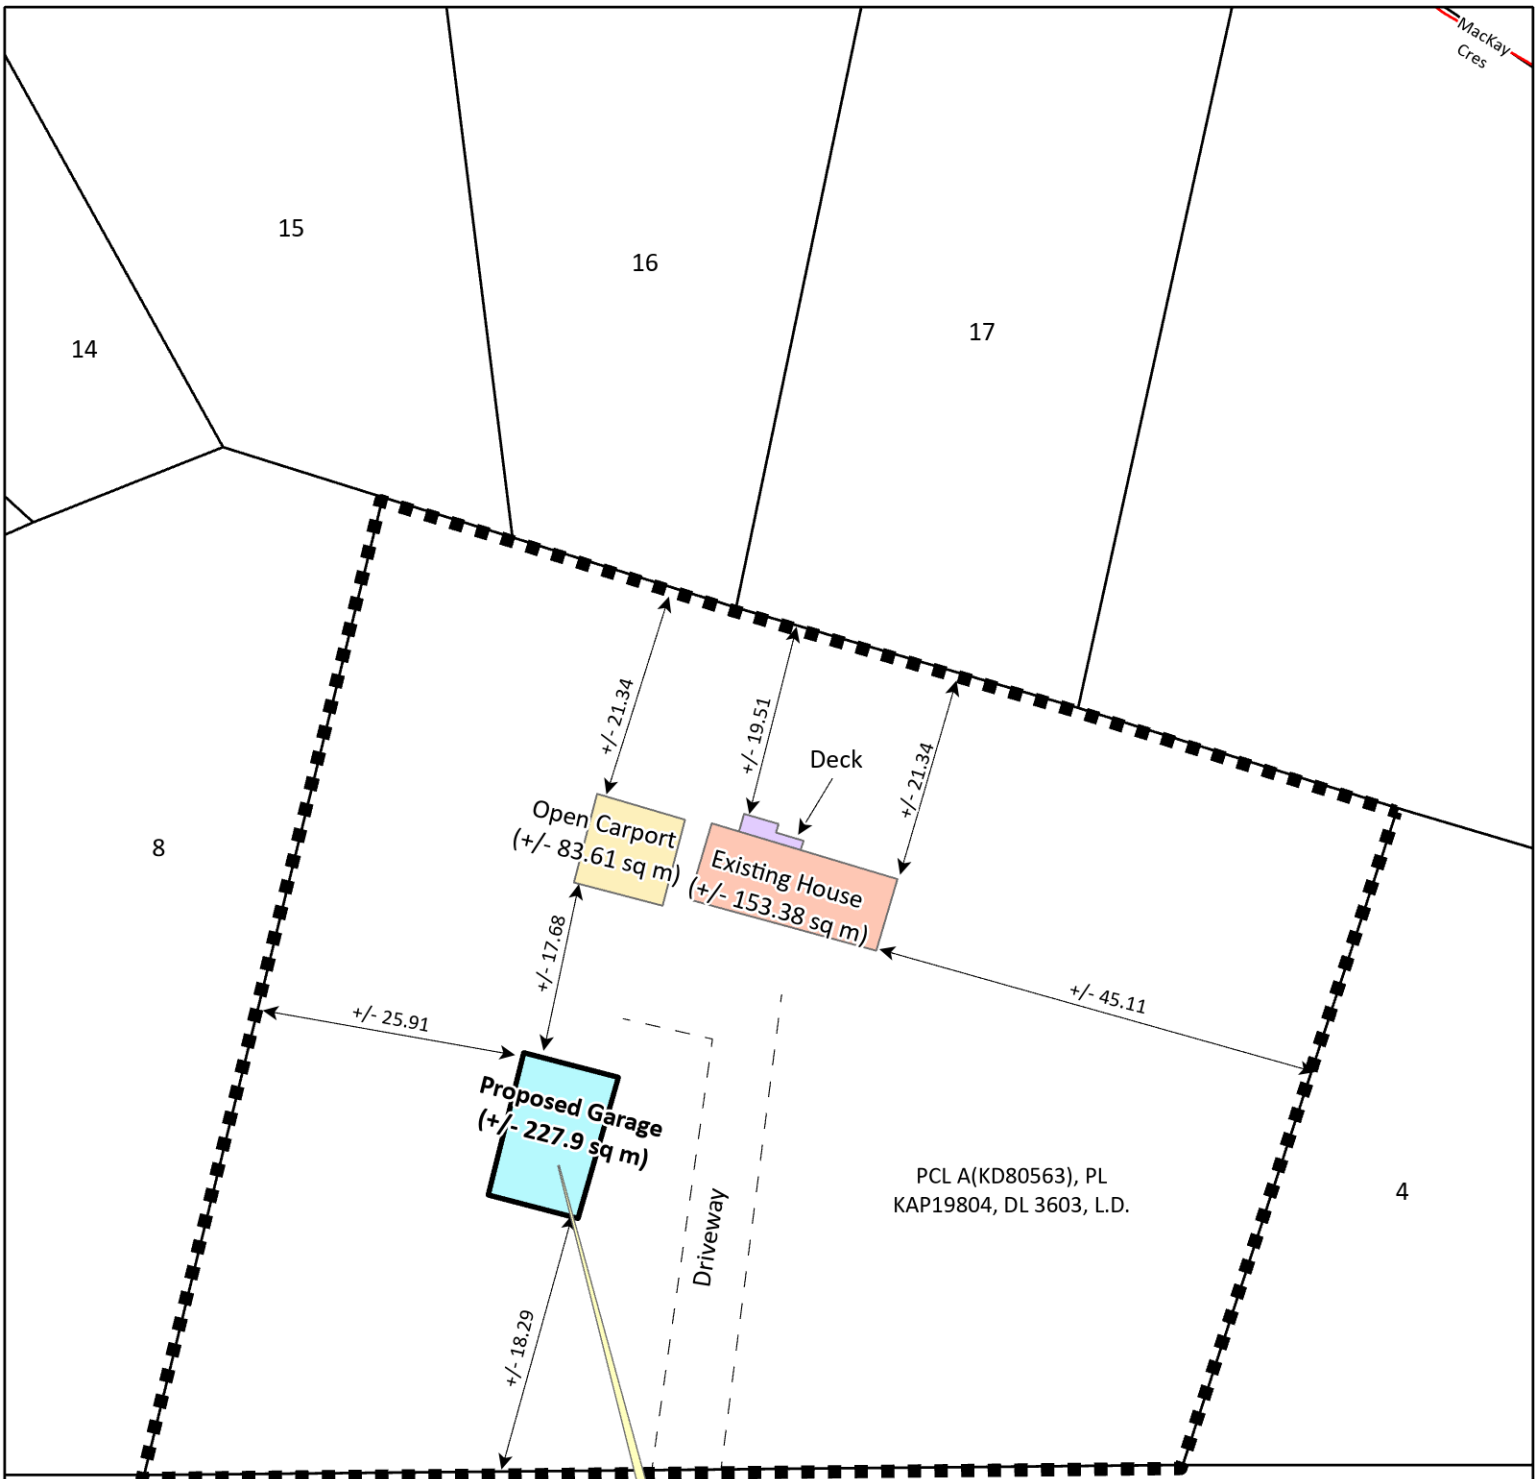 MacKay
Cres
15
16
17
14
+/- 21.34
+/- 19.51
+/- 21.34
Deck
Open Carport
(+/- 83.61 sq m)
Existing House
(+/- 153.38 sq m)
8
+/- 17.68
+/- 25.91
+/- 45.11
Proposed Garage
(+/- 227.9 sq m)
PCL A(KD80563), PL
KAP19804, DL 3603, L.D.
4
Driveway
+/- 18.29